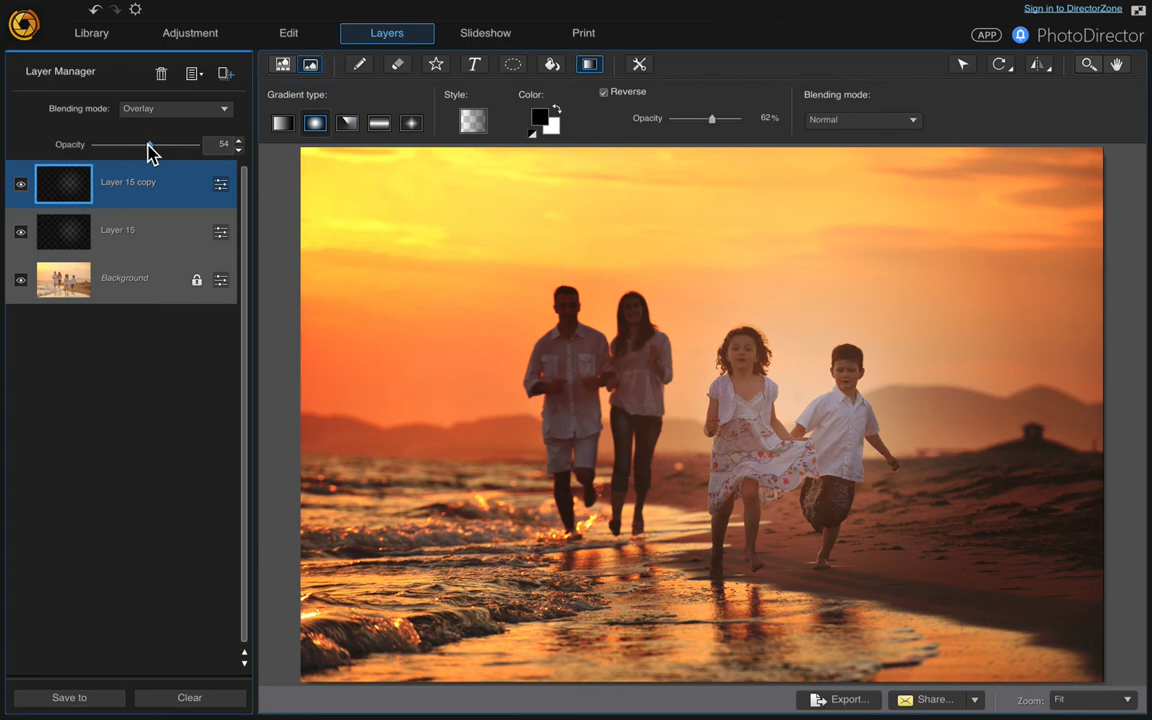 Sign in to DirectorZone
Library
Adjustment
Edit
Layers
Slideshow
Print
APP
PhotoDirector
Layer Manager
T
Gradient type:
Style:
Color:
Reverse
Opacity
62%
Blending mode:
Normal
Blending mode:
Overlay
Opacity
54
Layer 15 copy
Layer 15
Background
Save to
Clear
Export...
Share...
Zoom:
Fit